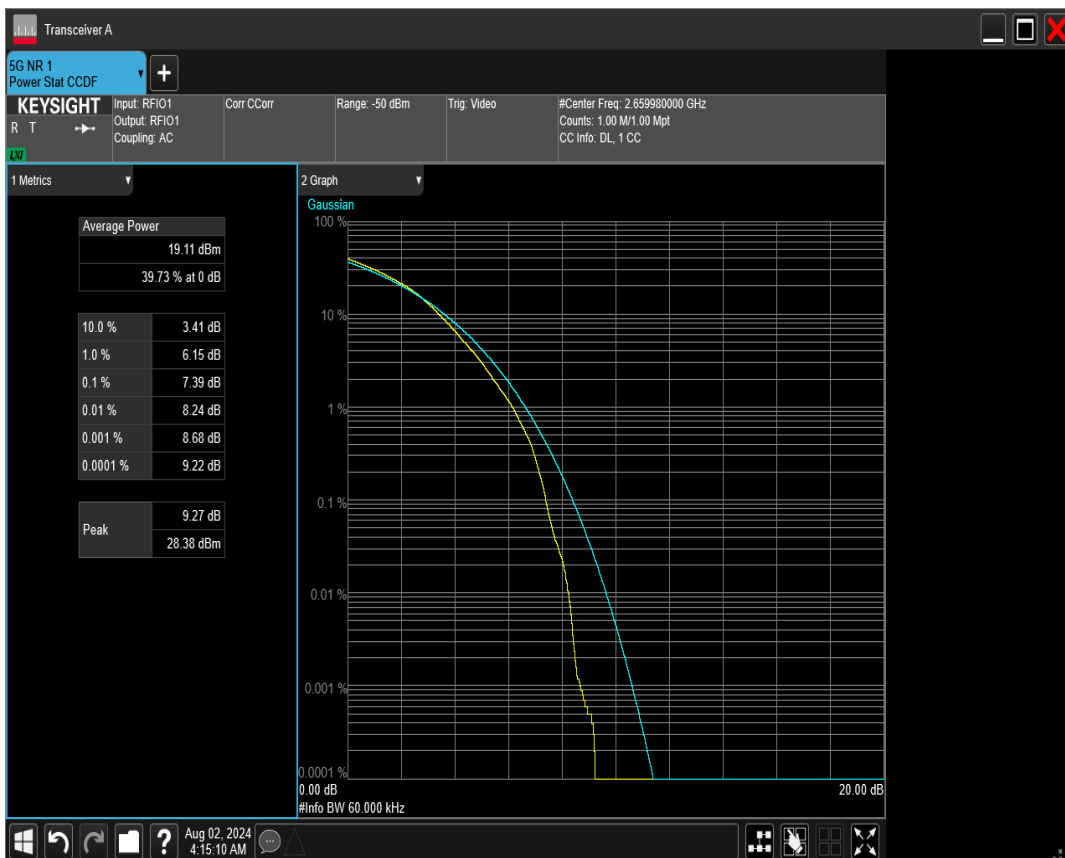 Transceiver A
5G NR 1
Power Stat CCDF
KEYSIGHT
R T
LXI
Input: RFIO1
Output: RFIO1
Coupling: AC
Corr CCorr
Range: -50 dBm
Trig: Video
#Center Freq: 2.659980000 GHz
Counts: 1.00 M/1.00 Mpt
CC Info: DL, 1 CC
1 Metrics
Average Power
19.11 dBm
39.73 % at 0 dB
10.0 % 3.41 dB
1.0 % 6.15 dB
0.1 % 7.39 dB
0.01 % 8.24 dB
0.001 % 8.68 dB
0.0001 % 9.22 dB
Peak 9.27 dB
28.38 dBm
2 Graph
Gaussian
100 %
10 %
1 %
0.1 %
0.01 %
0.001 %
0.0001 %
0.00 dB 20.00 dB
#Info BW 60.000 kHz
Aug 02, 2024
4:15:10 AM